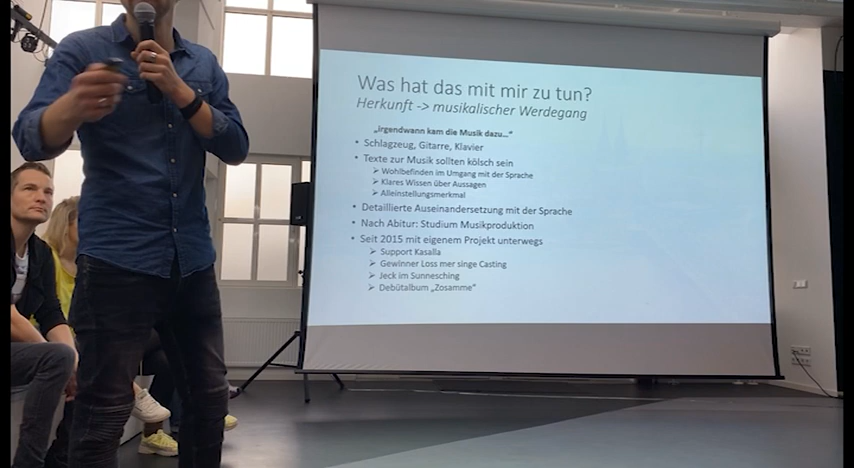 Was hat das mit mir zu tun?
Herkunft -> musikalischer Werdegang
„Irgendwann kam die Musik dazu…“
• Schlagzeug, Gitarre, Klavier
• Texte zur Musik sollten kölsch sein
➢ Wohlbefinden im Umgang mit der Sprache
➢ Klares Wissen über Aussagen
➢ Alleinstellungsmerkmal
• Detaillierte Auseinandersetzung mit der Sprache
• Nach Abitur: Studium Musikproduktion
• Seit 2015 mit eigenem Projekt unterwegs
➢ Support Kasalla
➢ Gewinner Loss mer singe Casting
➢ Jeck im Sunnesching
➢ Debütalbum „Zosamme“